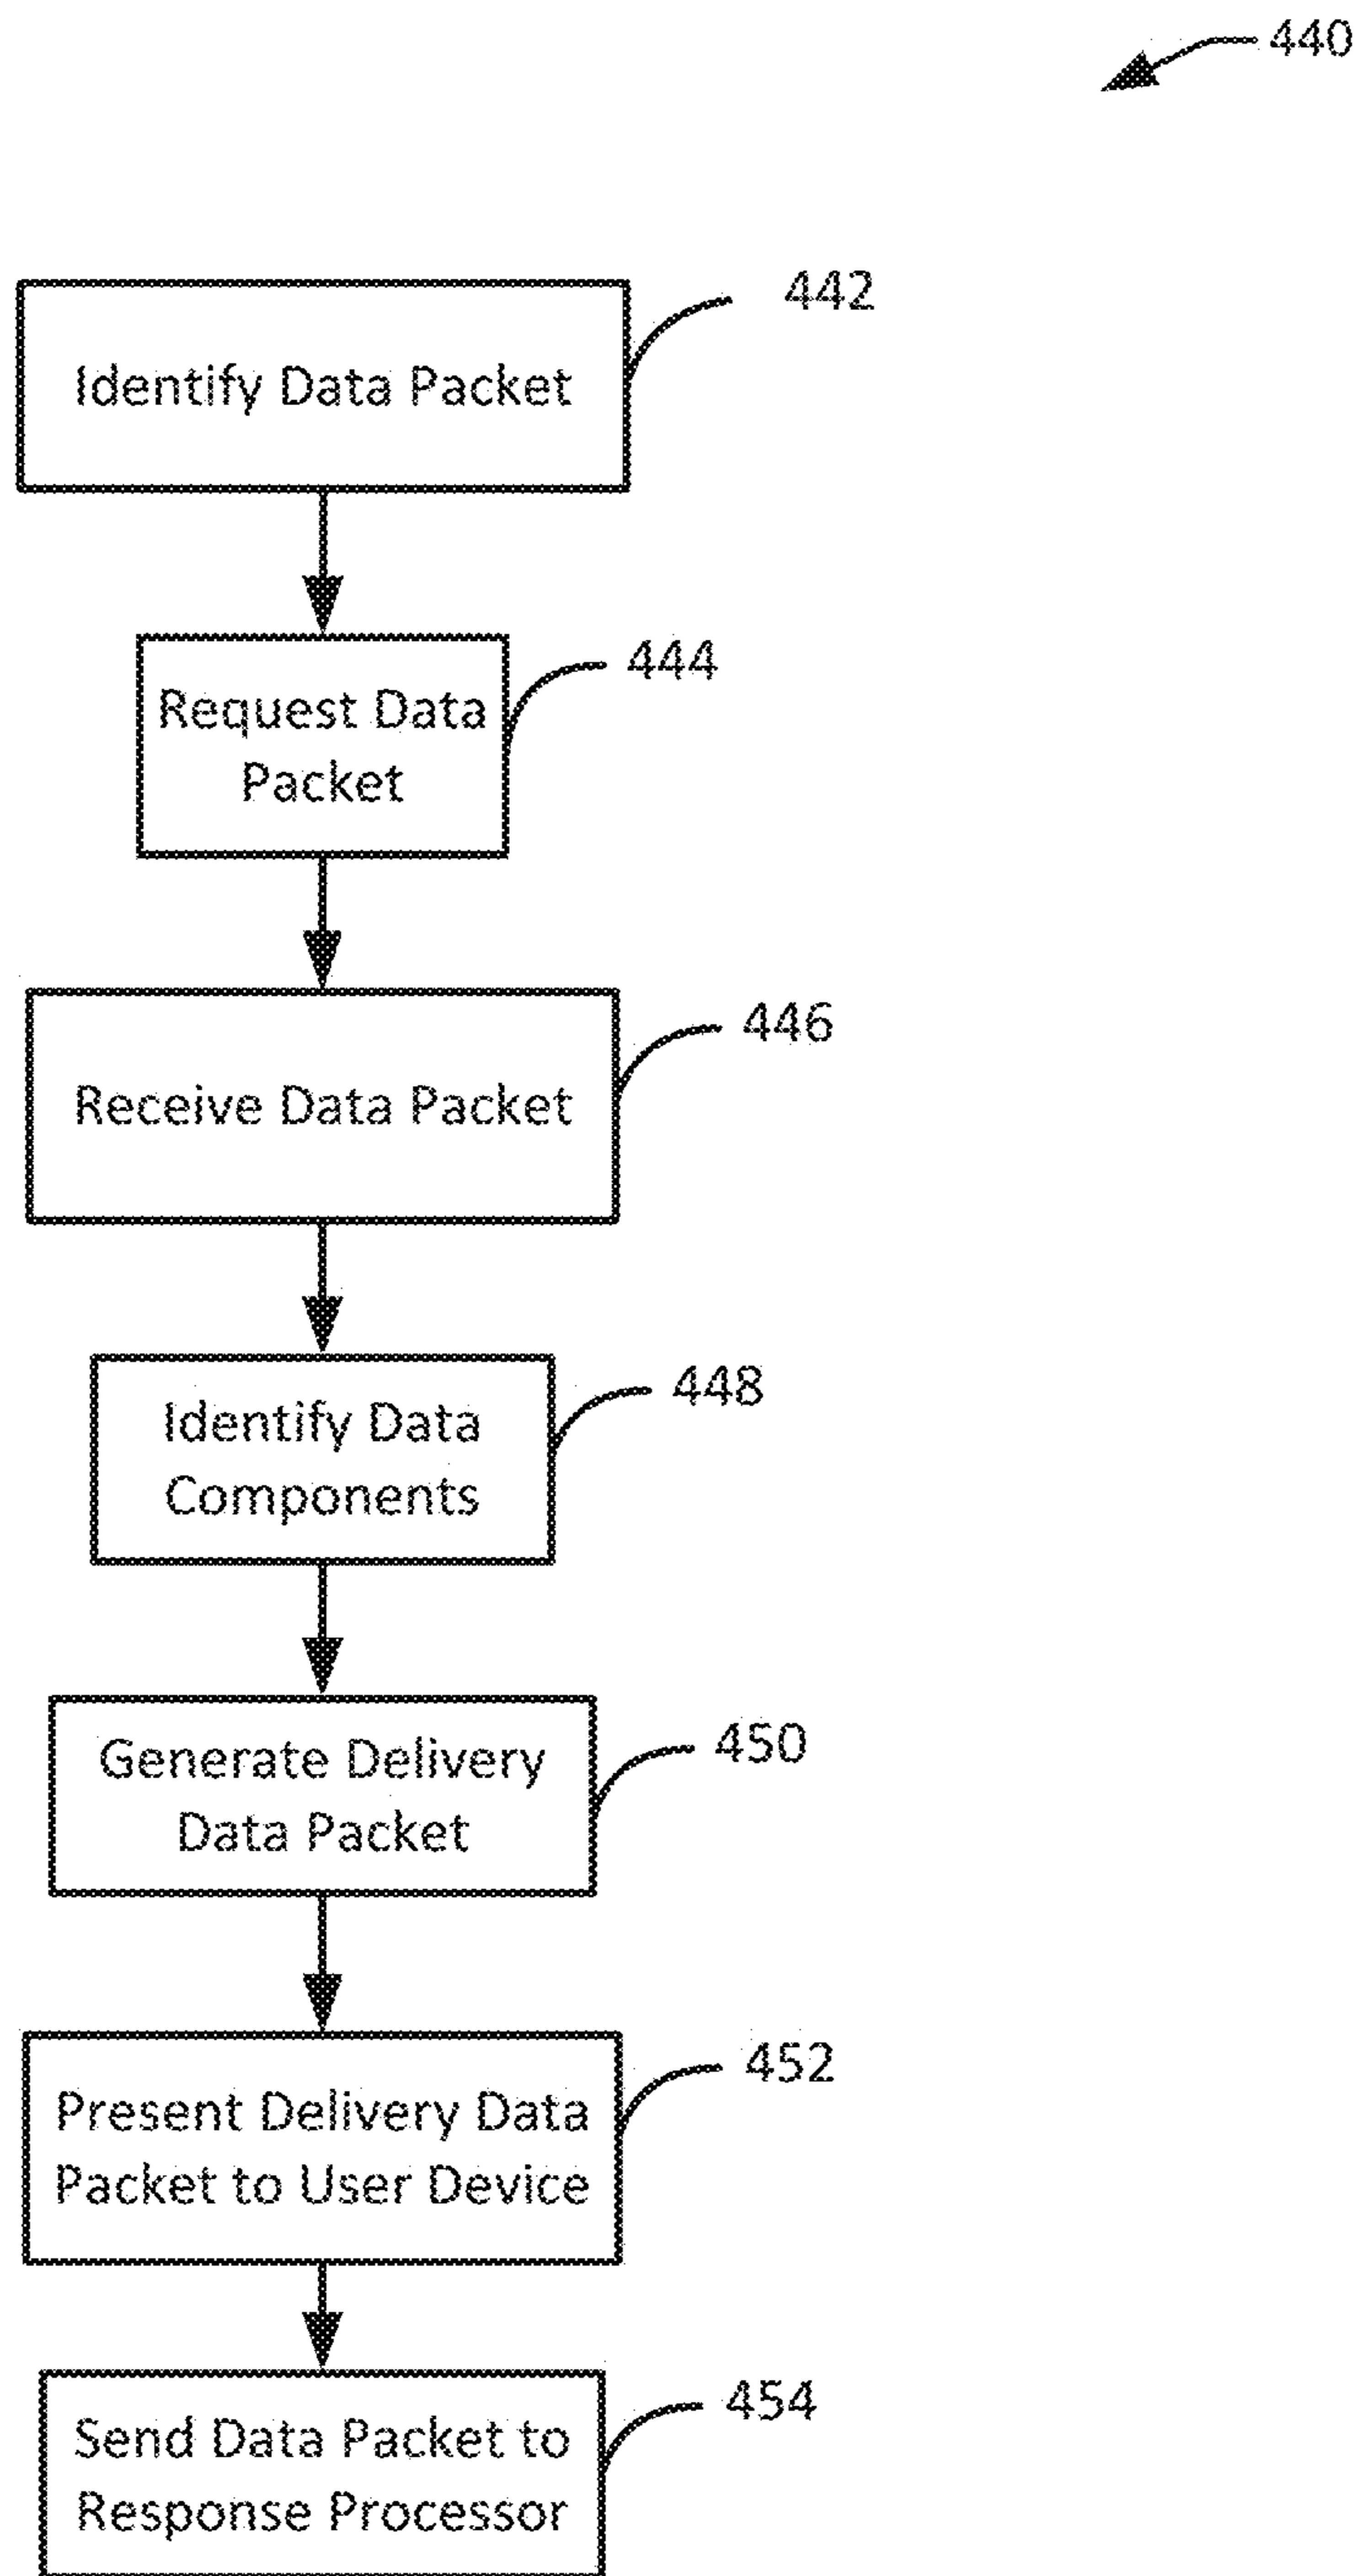 440
442
Identify Data Packet
444
Request Data
Packet
446
Receive Data Packet
448
Identify Data
Components
450
Generate Delivery
Data Packet
452
Present Delivery Data
Packet to User Device
454
Send Data Packet to
Response Processor